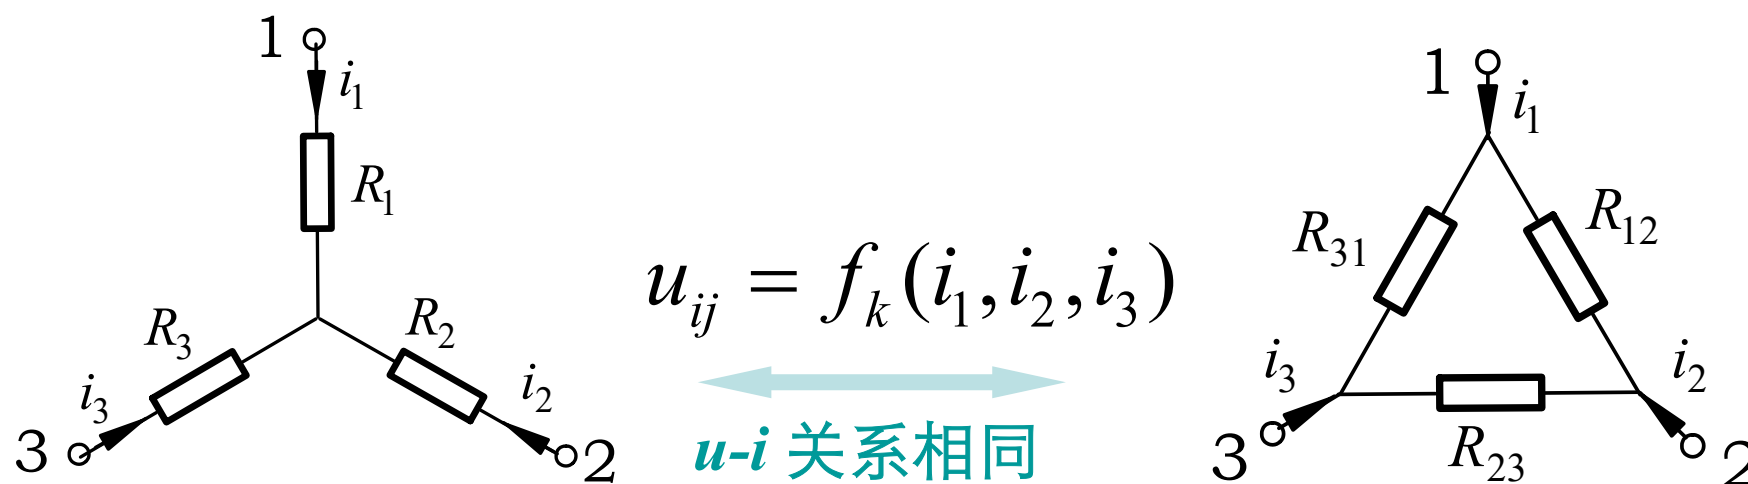 1
i₁
R₁
R₃
R₂
i₃
i₂
3
2
uᵢⱼ = fₖ(i₁,i₂,i₃)
u-i 关系相同
1
i₁
R₃₁
R₁₂
i₃
i₂
3
R₂₃
2